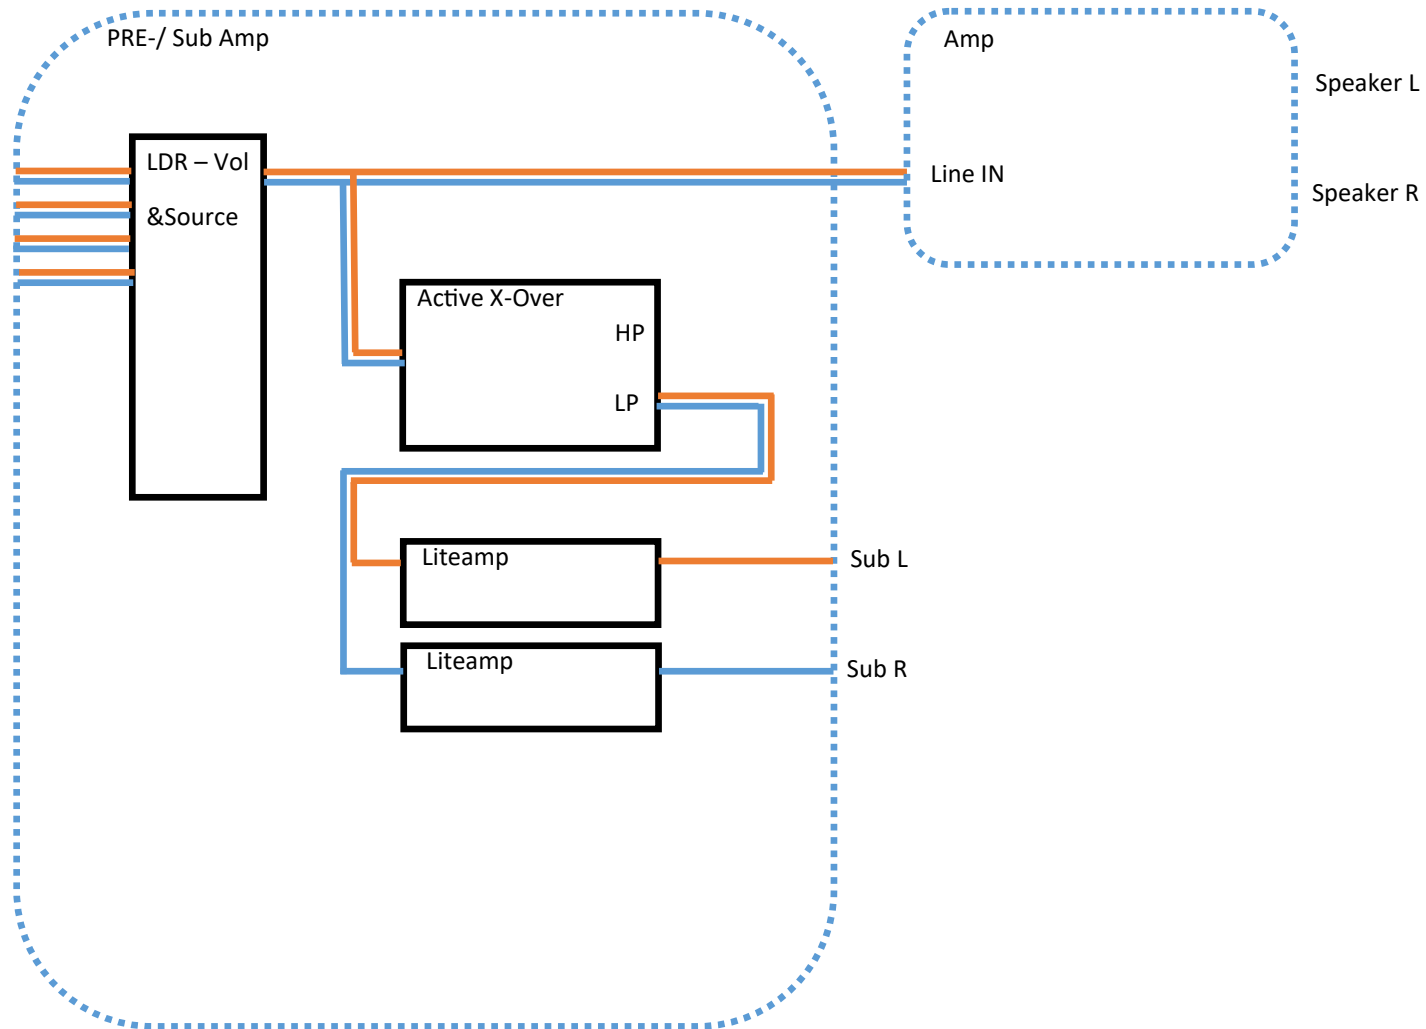 PRE-/ Sub Amp
Amp
Speaker L
LDR – Vol
&Source
Line IN
Speaker R
Active X-Over
HP
LP
Liteamp
Sub L
Liteamp
Sub R